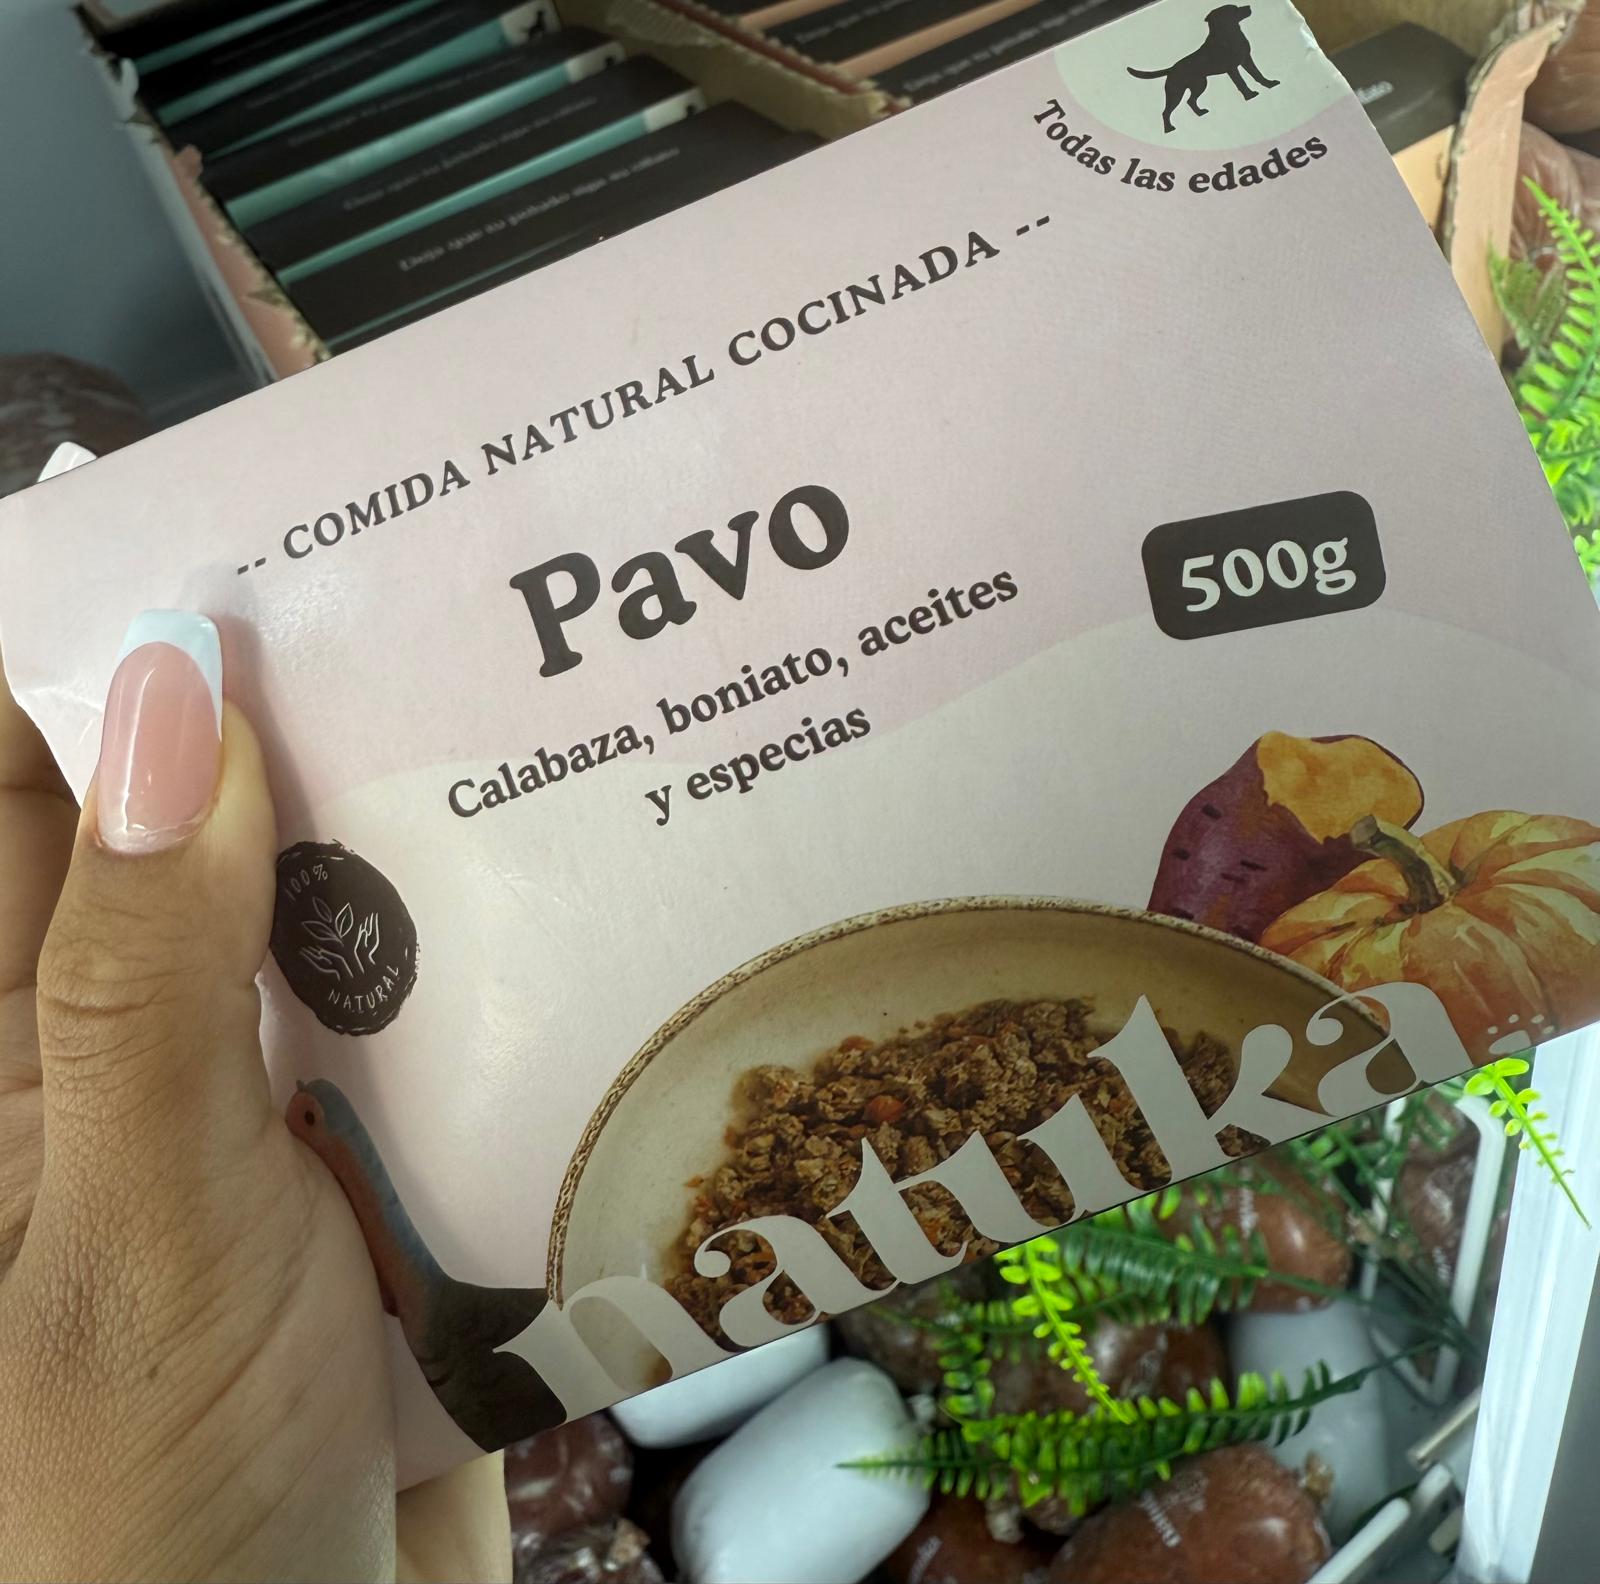 Todas las edades
-- COMIDA NATURAL COCINADA --
Pavo
500g
Calabaza, boniato, aceites
y especias
100%
NATURAL
natuka